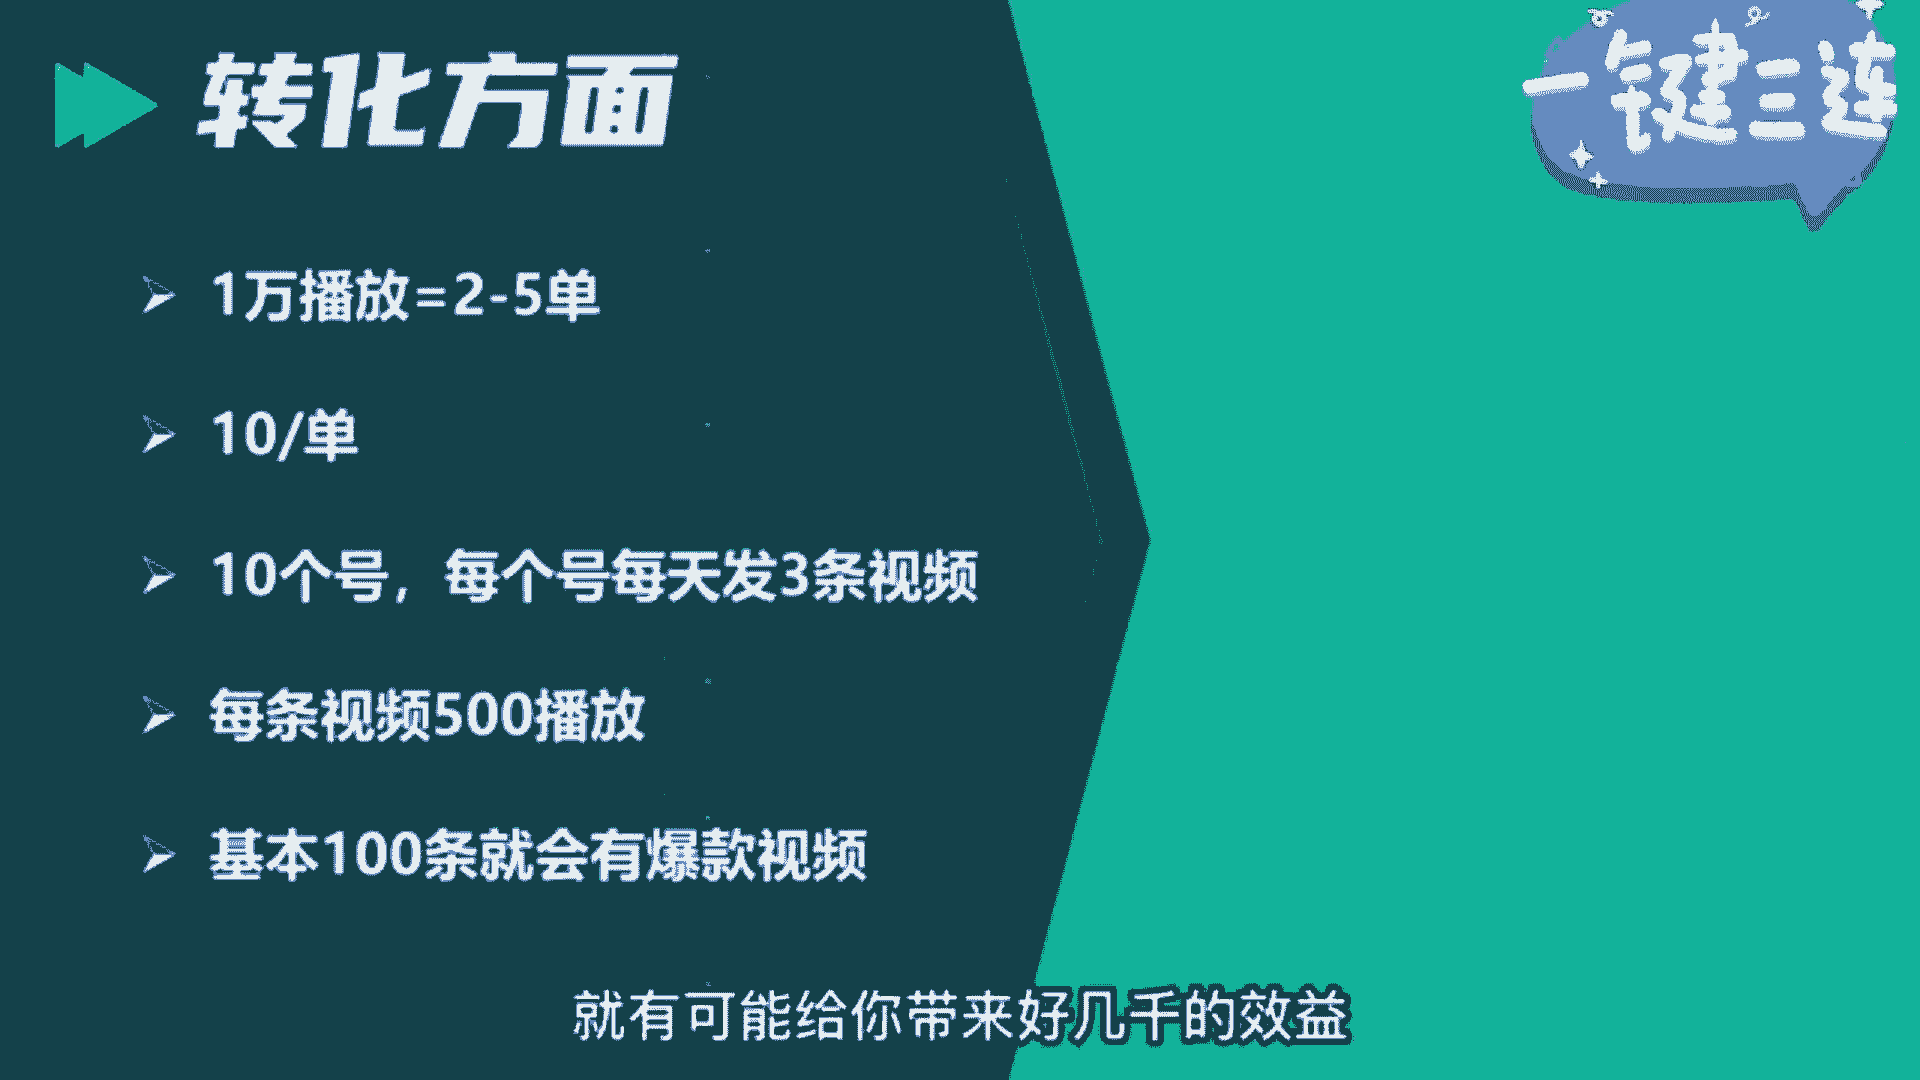 转化方面
一键三连
1万播放=2-5单
10/单
10个号，每个号每天发3条视频
每条视频500播放
基本100条就会有爆款视频
就有可能给你带来好几千的效益